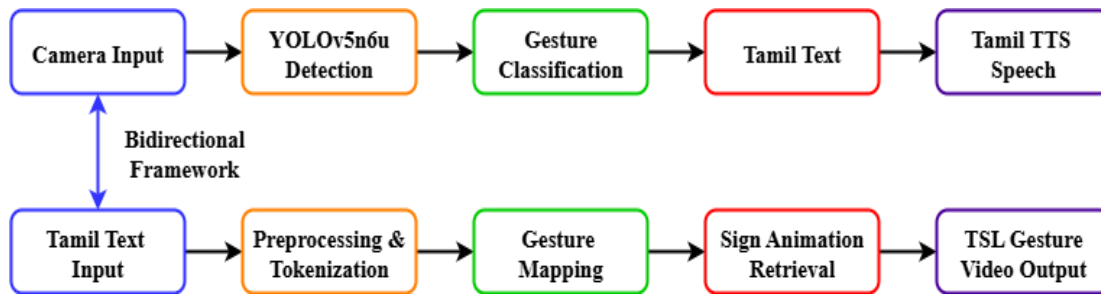 Camera Input
YOLOv5n6u
Detection
Gesture
Classification
Tamil Text
Tamil TTS
Speech
Bidirectional
Framework
Tamil Text
Input
Preprocessing &
Tokenization
Gesture
Mapping
Sign Animation
Retrieval
TSL Gesture
Video Output